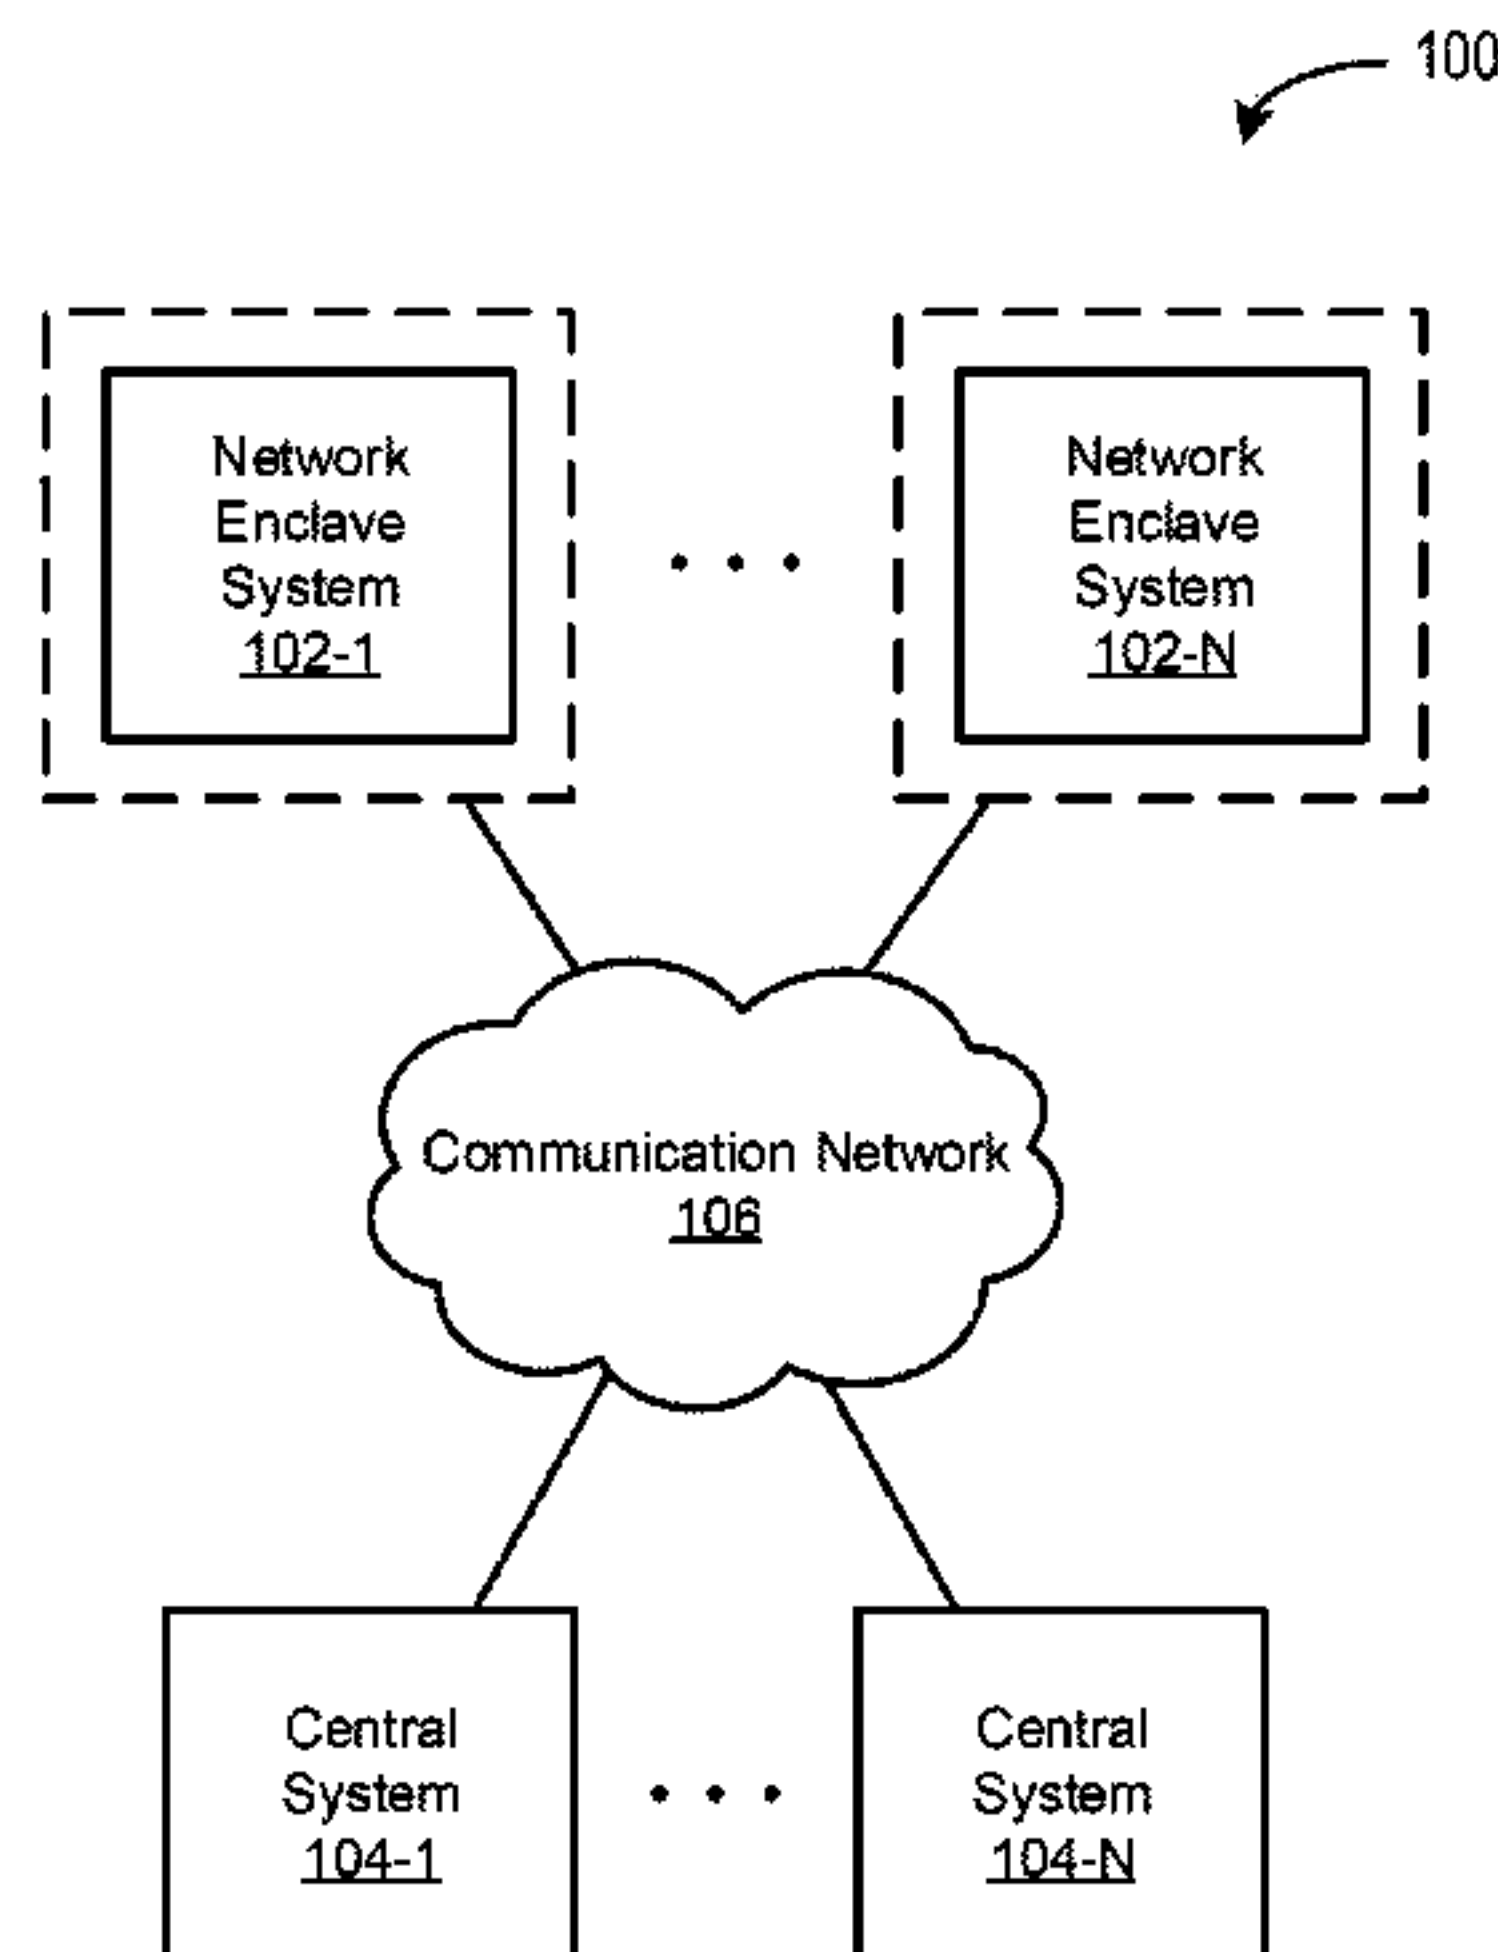 100
Network
Enclave
System
102-1
Network
Enclave
System
102-N
Communication Network
106
Central
System
104-1
Central
System
104-N